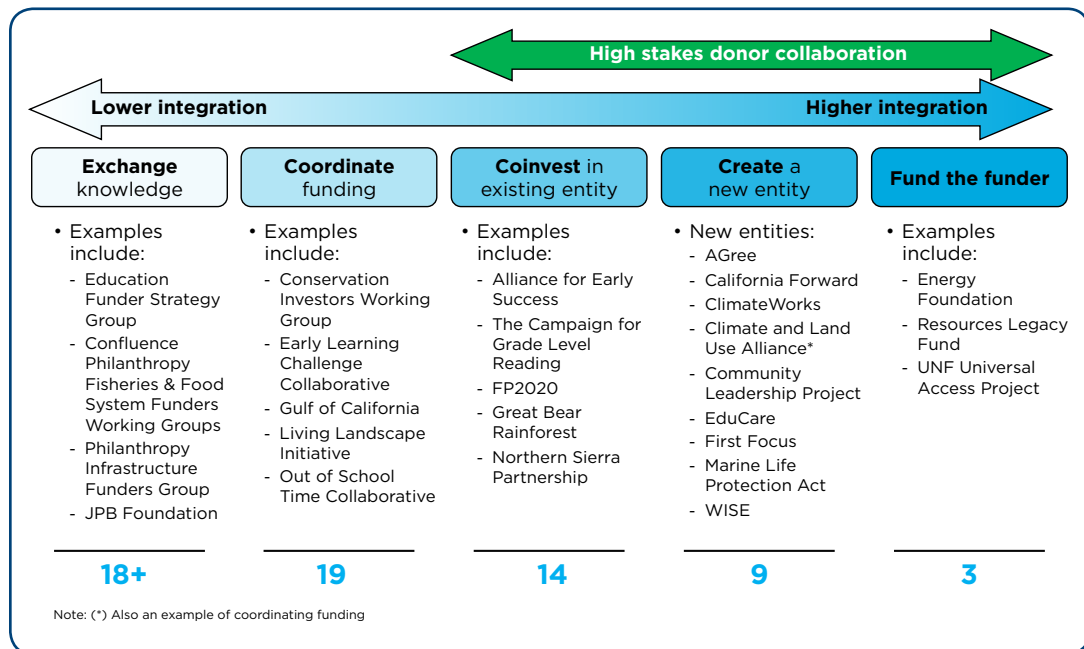 High stakes donor collaboration
Lower integration
Higher integration
Exchange
knowledge
Coordinate
funding
Coinvest in
existing entity
Create a
new entity
Fund the funder
• Examples
include:
- Education
Funder Strategy
Group
- Confluence
Philanthropy
Fisheries & Food
System Funders
Working Groups
- Philanthropy
Infrastructure
Funders Group
- JPB Foundation
18+
• Examples
include:
- Conservation
Investors Working
Group
- Early Learning
Challenge
Collaborative
- Gulf of California
- Living Landscape
Initiative
- Out of School
Time Collaborative
19
• Examples
include:
- Alliance for Early
Success
- The Campaign for
Grade Level
Reading
- FP2020
- Great Bear
Rainforest
- Northern Sierra
Partnership
14
• New entities:
- AGree
- California Forward
- ClimateWorks
- Climate and Land
Use Alliance*
- Community
Leadership Project
- EduCare
- First Focus
- Marine Life
Protection Act
- WISE
9
• Examples
include:
- Energy
Foundation
- Resources Legacy
Fund
- UNF Universal
Access Project
3
Note: (*) Also an example of coordinating funding